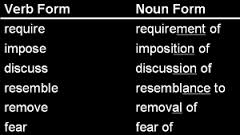 Verb Form Noun Form
require requirement of
impose imposition of
discuss discussion of
resemble resemblance to
remove removal of
fear fear of